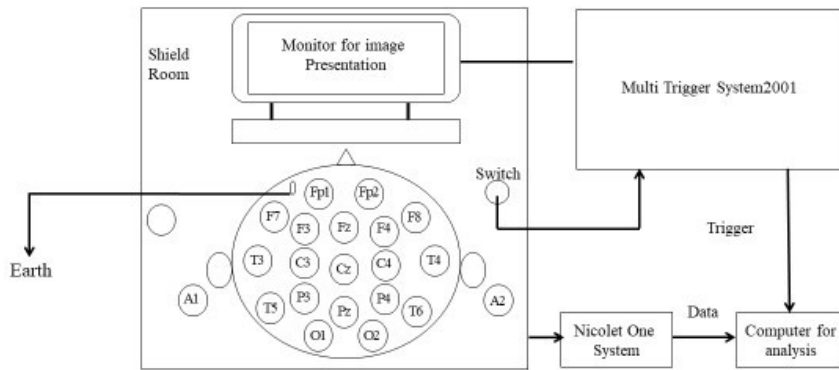 Shield
Room
Monitor for image
Presentation
Multi Trigger System2001
Switch
Fp1 Fp2
F7 F3 Fz F4 F8
Trigger
Earth
T3 C3 Cz C4 T4
A1 A2
T5 P3 Pz P4 T6
O1 O2
Nicolet One
System
Data
Computer for
analysis